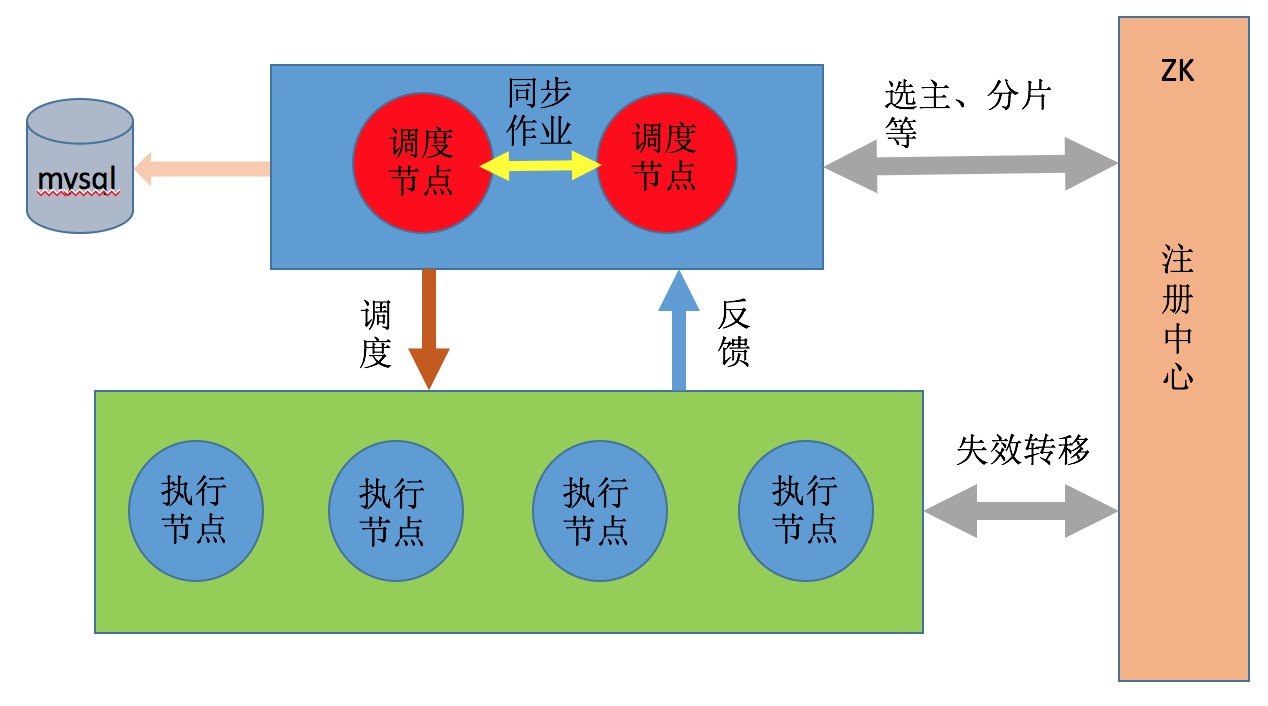 ZK
选主、分片
等
同步
作业
调度
节点
调度
节点
mysql
注
册
中
心
调
度
反
馈
失效转移
执行
节点
执行
节点
执行
节点
执行
节点